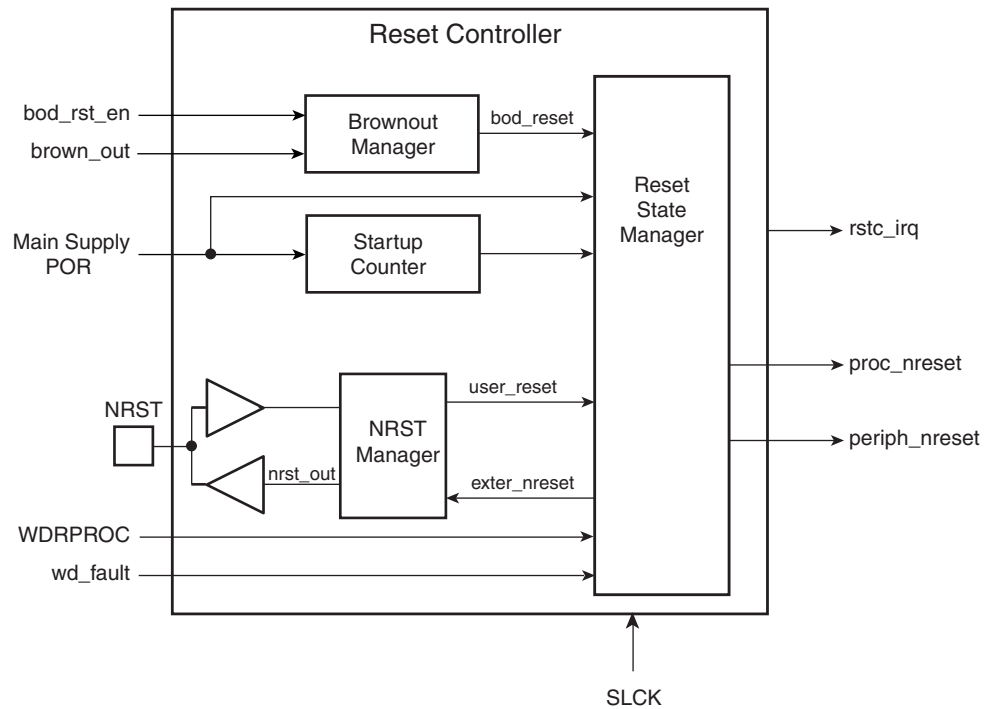 Reset Controller
bod_rst_en
brown_out
Brownout
Manager
bod_reset
Main Supply
POR
Startup
Counter
Reset
State
Manager
rstc_irq
proc_nreset
periph_nreset
NRST
NRST
Manager
user_reset
nrst_out
exter_nreset
WDRPROC
wd_fault
SLCK